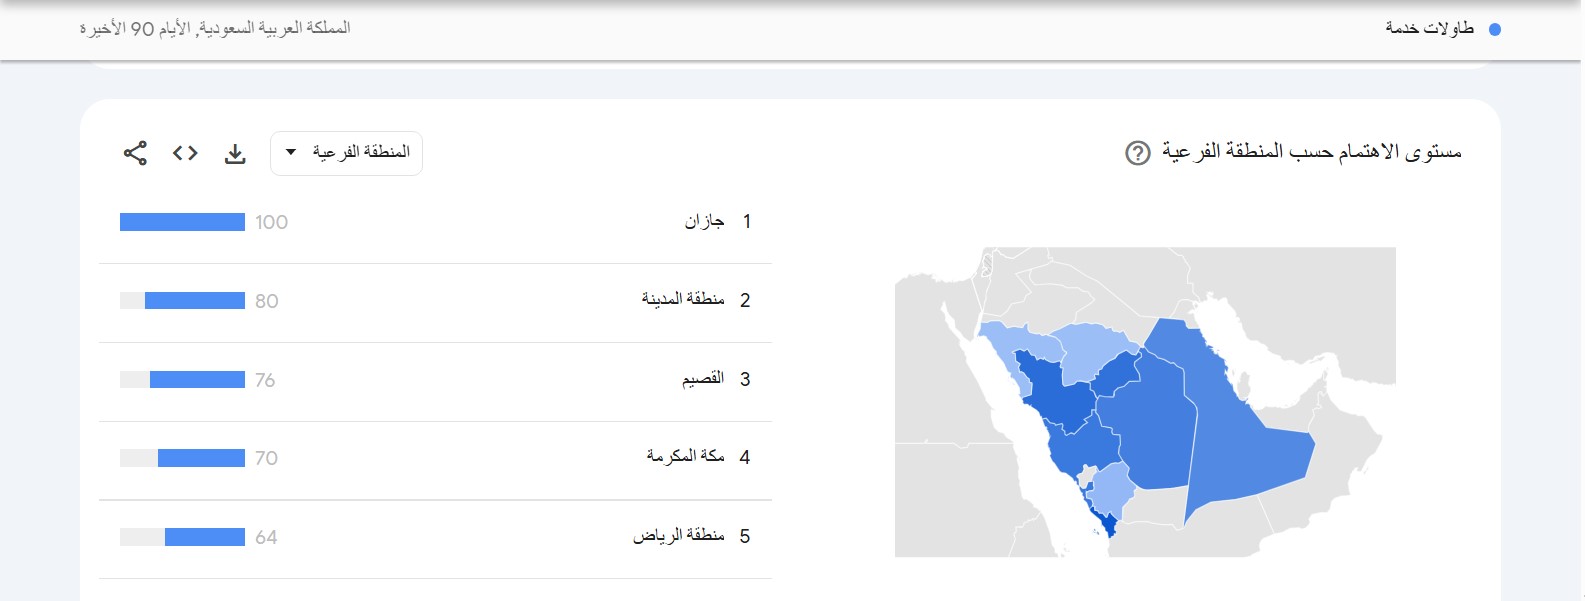 طاولات خدمة
المملكة العربية السعودية, الأيام 90 الأخيرة
مستوى الاهتمام حسب المنطقة الفرعية
المنطقة الفرعية
1 جازان 100
2 منطقة المدينة 80
3 القصيم 76
4 مكة المكرمة 70
5 منطقة الرياض 64